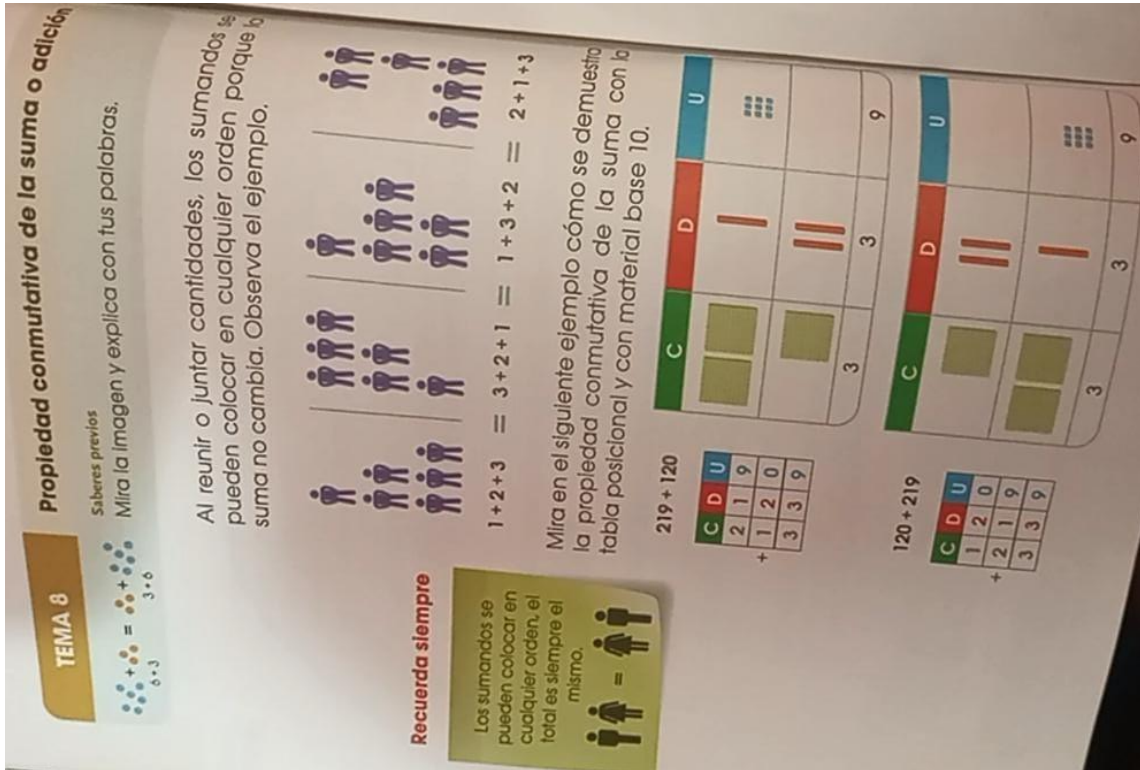 TEMA 8
Propiedad conmutativa de la suma o adición
Saberes previos
Mira la imagen y explica con tus palabras.
+ = +
6 + 3
3 + 6
Al reunir o juntar cantidades, los sumandos se
pueden colocar en cualquier orden porque la
suma no cambia. Observa el ejemplo.
1 + 2 + 3 = 3 + 2 + 1 = 1 + 3 + 2 = 2 + 1 + 3
Recuerda siempre
Los sumandos se
pueden colocar en
cualquier orden, el
total es siempre el
mismo.
=
Mira en el siguiente ejemplo cómo se demuestra
la propiedad conmutativa de la suma con la
tabla posicional y con material base 10.
219 + 120
C D U
2 1 9
+ 1 2 0
3 3 9
C D U
3 3 9
120 + 219
C D U
1 2 0
+ 2 1 9
3 3 9
C D U
3 3 9